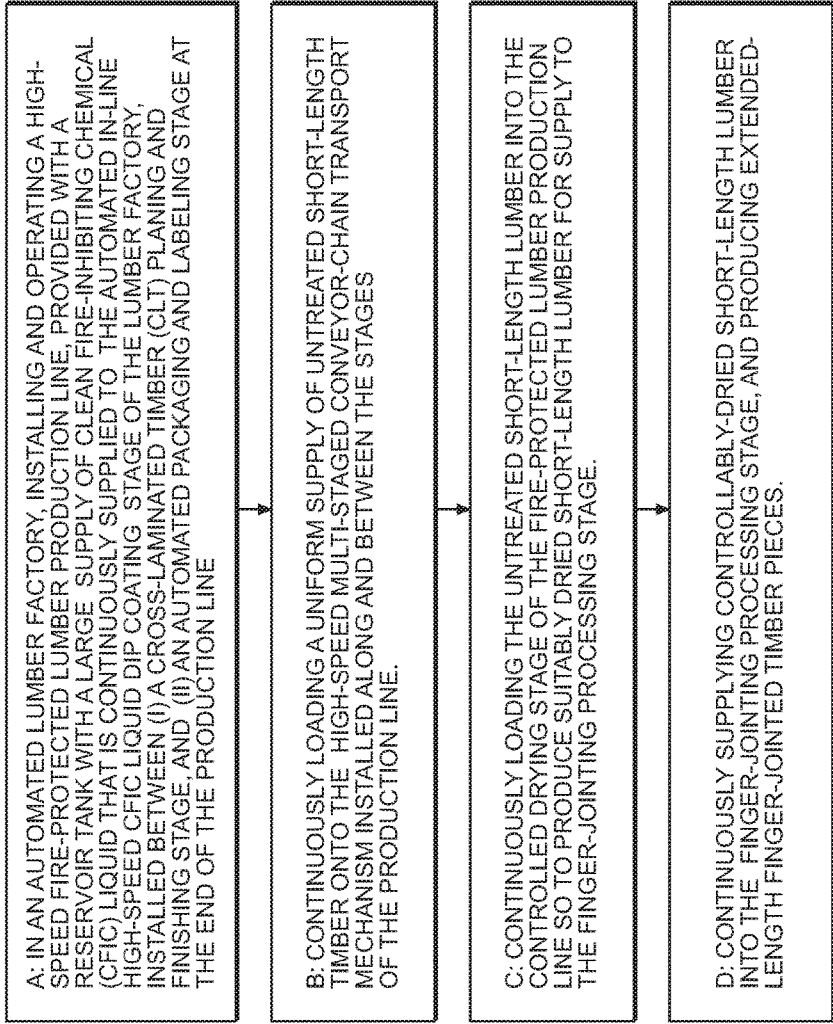 A: IN AN AUTOMATED LUMBER FACTORY, INSTALLING AND OPERATING A HIGH-
SPEED FIRE-PROTECTED LUMBER PRODUCTION LINE, PROVIDED WITH A
RESERVOIR TANK WITH A LARGE SUPPLY OF CLEAN FIRE-INHIBITING CHEMICAL
(CFIC) LIQUID THAT IS CONTINUOUSLY SUPPLIED TO THE AUTOMATED IN-LINE
HIGH-SPEED CFIC LIQUID DIP COATING STAGE OF THE LUMBER FACTORY,
INSTALLED BETWEEN (I) A CROSS-LAMINATED TIMBER (CLT) PLANING AND
FINISHING STAGE, AND (II) AN AUTOMATED PACKAGING AND LABELING STAGE AT
THE END OF THE PRODUCTION LINE
B: CONTINUOUSLY LOADING A UNIFORM SUPPLY OF UNTREATED SHORT-LENGTH
TIMBER ONTO THE HIGH-SPEED MULTI-STAGED CONVEYOR-CHAIN TRANSPORT
MECHANISM INSTALLED ALONG AND BETWEEN THE STAGES
OF THE PRODUCTION LINE.
C: CONTINUOUSLY LOADING THE UNTREATED SHORT-LENGTH LUMBER INTO THE
CONTROLLED DRYING STAGE OF THE FIRE-PROTECTED LUMBER PRODUCTION
LINE SO TO PRODUCE SUITABLY DRIED SHORT-LENGTH LUMBER FOR SUPPLY TO
THE FINGER-JOINTING PROCESSING STAGE.
D: CONTINUOUSLY SUPPLYING CONTROLLABLY-DRIED SHORT-LENGTH LUMBER
INTO THE FINGER-JOINTING PROCESSING STAGE, AND PRODUCING EXTENDED-
LENGTH FINGER-JOINTED TIMBER PIECES.